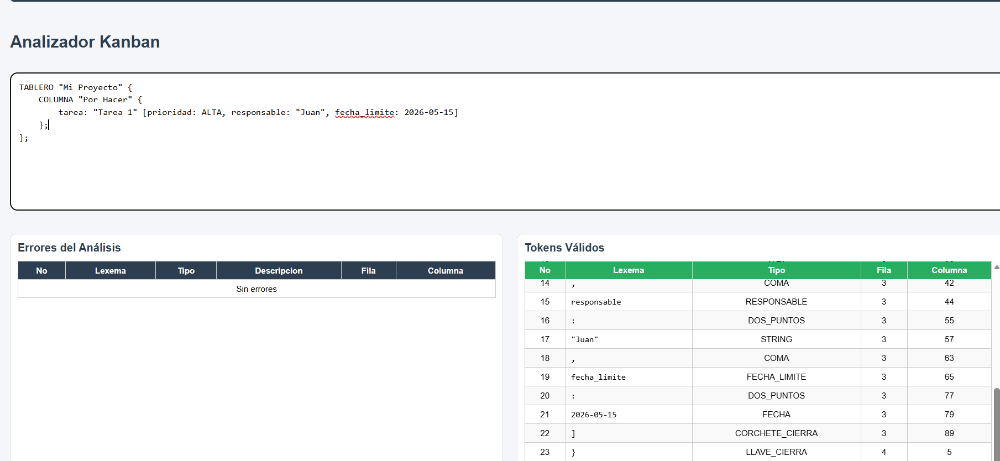 Analizador Kanban
TABLERO "Mi Proyecto" {
COLUMNA "Por Hacer" {
tarea: "Tarea 1" [prioridad: ALTA, responsable: "Juan", fecha_limite: 2026-05-15]
};
};
Errores del Análisis
No Lexema Tipo Descripcion Fila Columna
Sin errores
Tokens Válidos
No Lexema Tipo Fila Columna
14 , COMA 3 42
15 responsable RESPONSABLE 3 44
16 : DOS_PUNTOS 3 55
17 "Juan" STRING 3 57
18 , COMA 3 63
19 fecha_limite FECHA_LIMITE 3 65
20 : DOS_PUNTOS 3 77
21 2026-05-15 FECHA 3 79
22 ] CORCHETE_CIERRA 3 89
23 } LLAVE_CIERRA 4 5